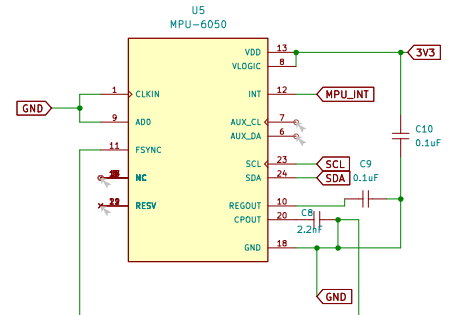 U5
MPU-6050
VDD 13
3V3
VLOGIC 8
1 CLKIN
INT 12 MPU_INT
GND
9 AD0
AUX_CL 7
AUX_DA 6
C10
0.1uF
11 FSYNC
SCL 23 SCL
C9
NC
SDA 24 SDA
0.1uF
RESV
REGOUT 10
CPOUT 20
C8
2.2nF
GND 18
GND